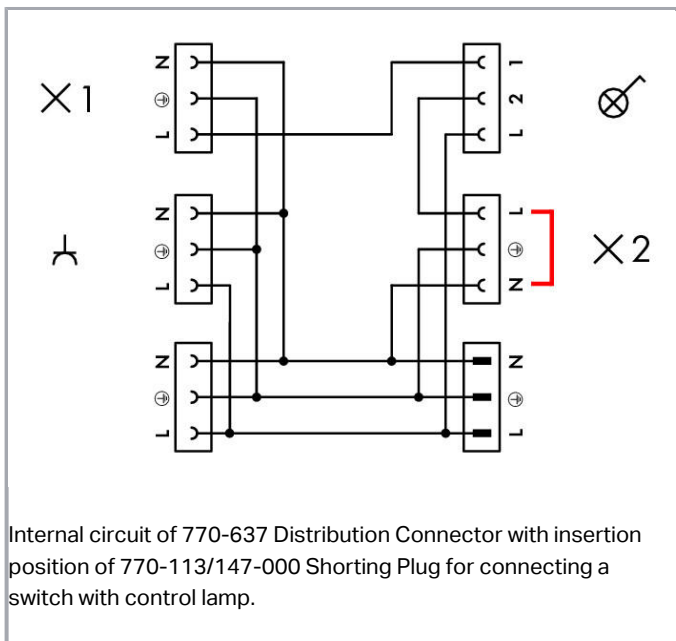 N
⏚
L
X1
N
⏚
L
N
⏚
L
1
2
L
L
⏚
N
X2
N
⏚
L
Internal circuit of 770-637 Distribution Connector with insertion
position of 770-113/147-000 Shorting Plug for connecting a
switch with control lamp.